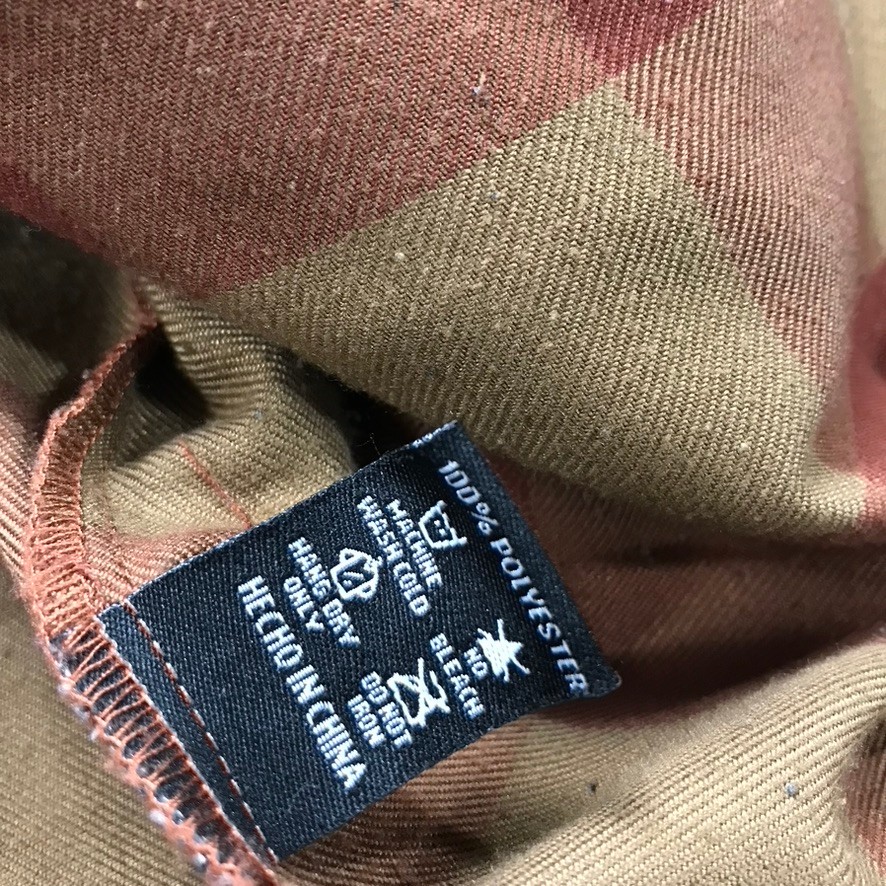 100% POLYESTER
MACHINE
WASH COLD
NO
BLEACH
HANG DRY
ONLY
DO NOT
IRON
HECHO IN CHINA